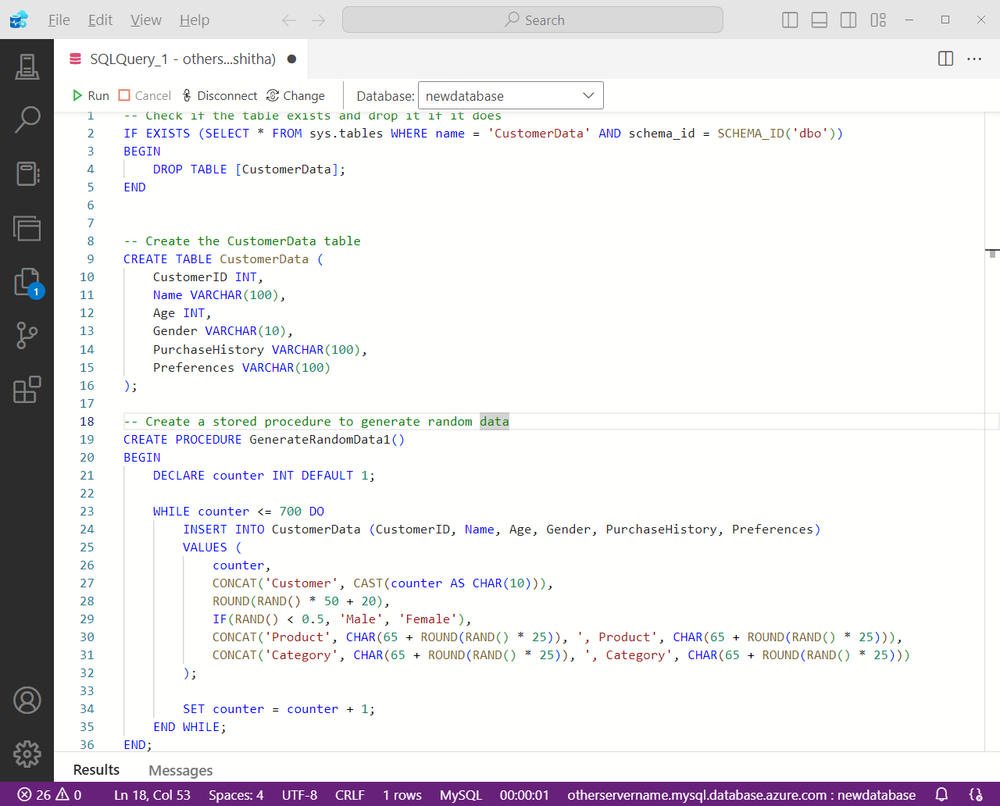 File Edit View Help Search
SQLQuery_1 - others...shitha)
Run Cancel Disconnect Change Database: newdatabase
1 -- Check if the table exists and drop it if it does
2 IF EXISTS (SELECT * FROM sys.tables WHERE name = 'CustomerData' AND schema_id = SCHEMA_ID('dbo'))
3 BEGIN
4     DROP TABLE [CustomerData];
5 END
6
7
8 -- Create the CustomerData table
9 CREATE TABLE CustomerData (
10     CustomerID INT,
11     Name VARCHAR(100),
12     Age INT,
13     Gender VARCHAR(10),
14     PurchaseHistory VARCHAR(100),
15     Preferences VARCHAR(100)
16 );
17
18 -- Create a stored procedure to generate random data
19 CREATE PROCEDURE GenerateRandomData1()
20 BEGIN
21     DECLARE counter INT DEFAULT 1;
22
23     WHILE counter <= 700 DO
24         INSERT INTO CustomerData (CustomerID, Name, Age, Gender, PurchaseHistory, Preferences)
25         VALUES (
26             counter,
27             CONCAT('Customer', CAST(counter AS CHAR(10))),
28             ROUND(RAND() * 50 + 20),
29             IF(RAND() < 0.5, 'Male', 'Female'),
30             CONCAT('Product', CHAR(65 + ROUND(RAND() * 25)), ', Product', CHAR(65 + ROUND(RAND() * 25))),
31             CONCAT('Category', CHAR(65 + ROUND(RAND() * 25)), ', Category', CHAR(65 + ROUND(RAND() * 25)))
32         );
33
34         SET counter = counter + 1;
35     END WHILE;
36 END;
1
Results Messages
26 0 Ln 18, Col 53 Spaces: 4 UTF-8 CRLF 1 rows MySQL 00:00:01 otherservername.mysql.database.azure.com : newdatabase